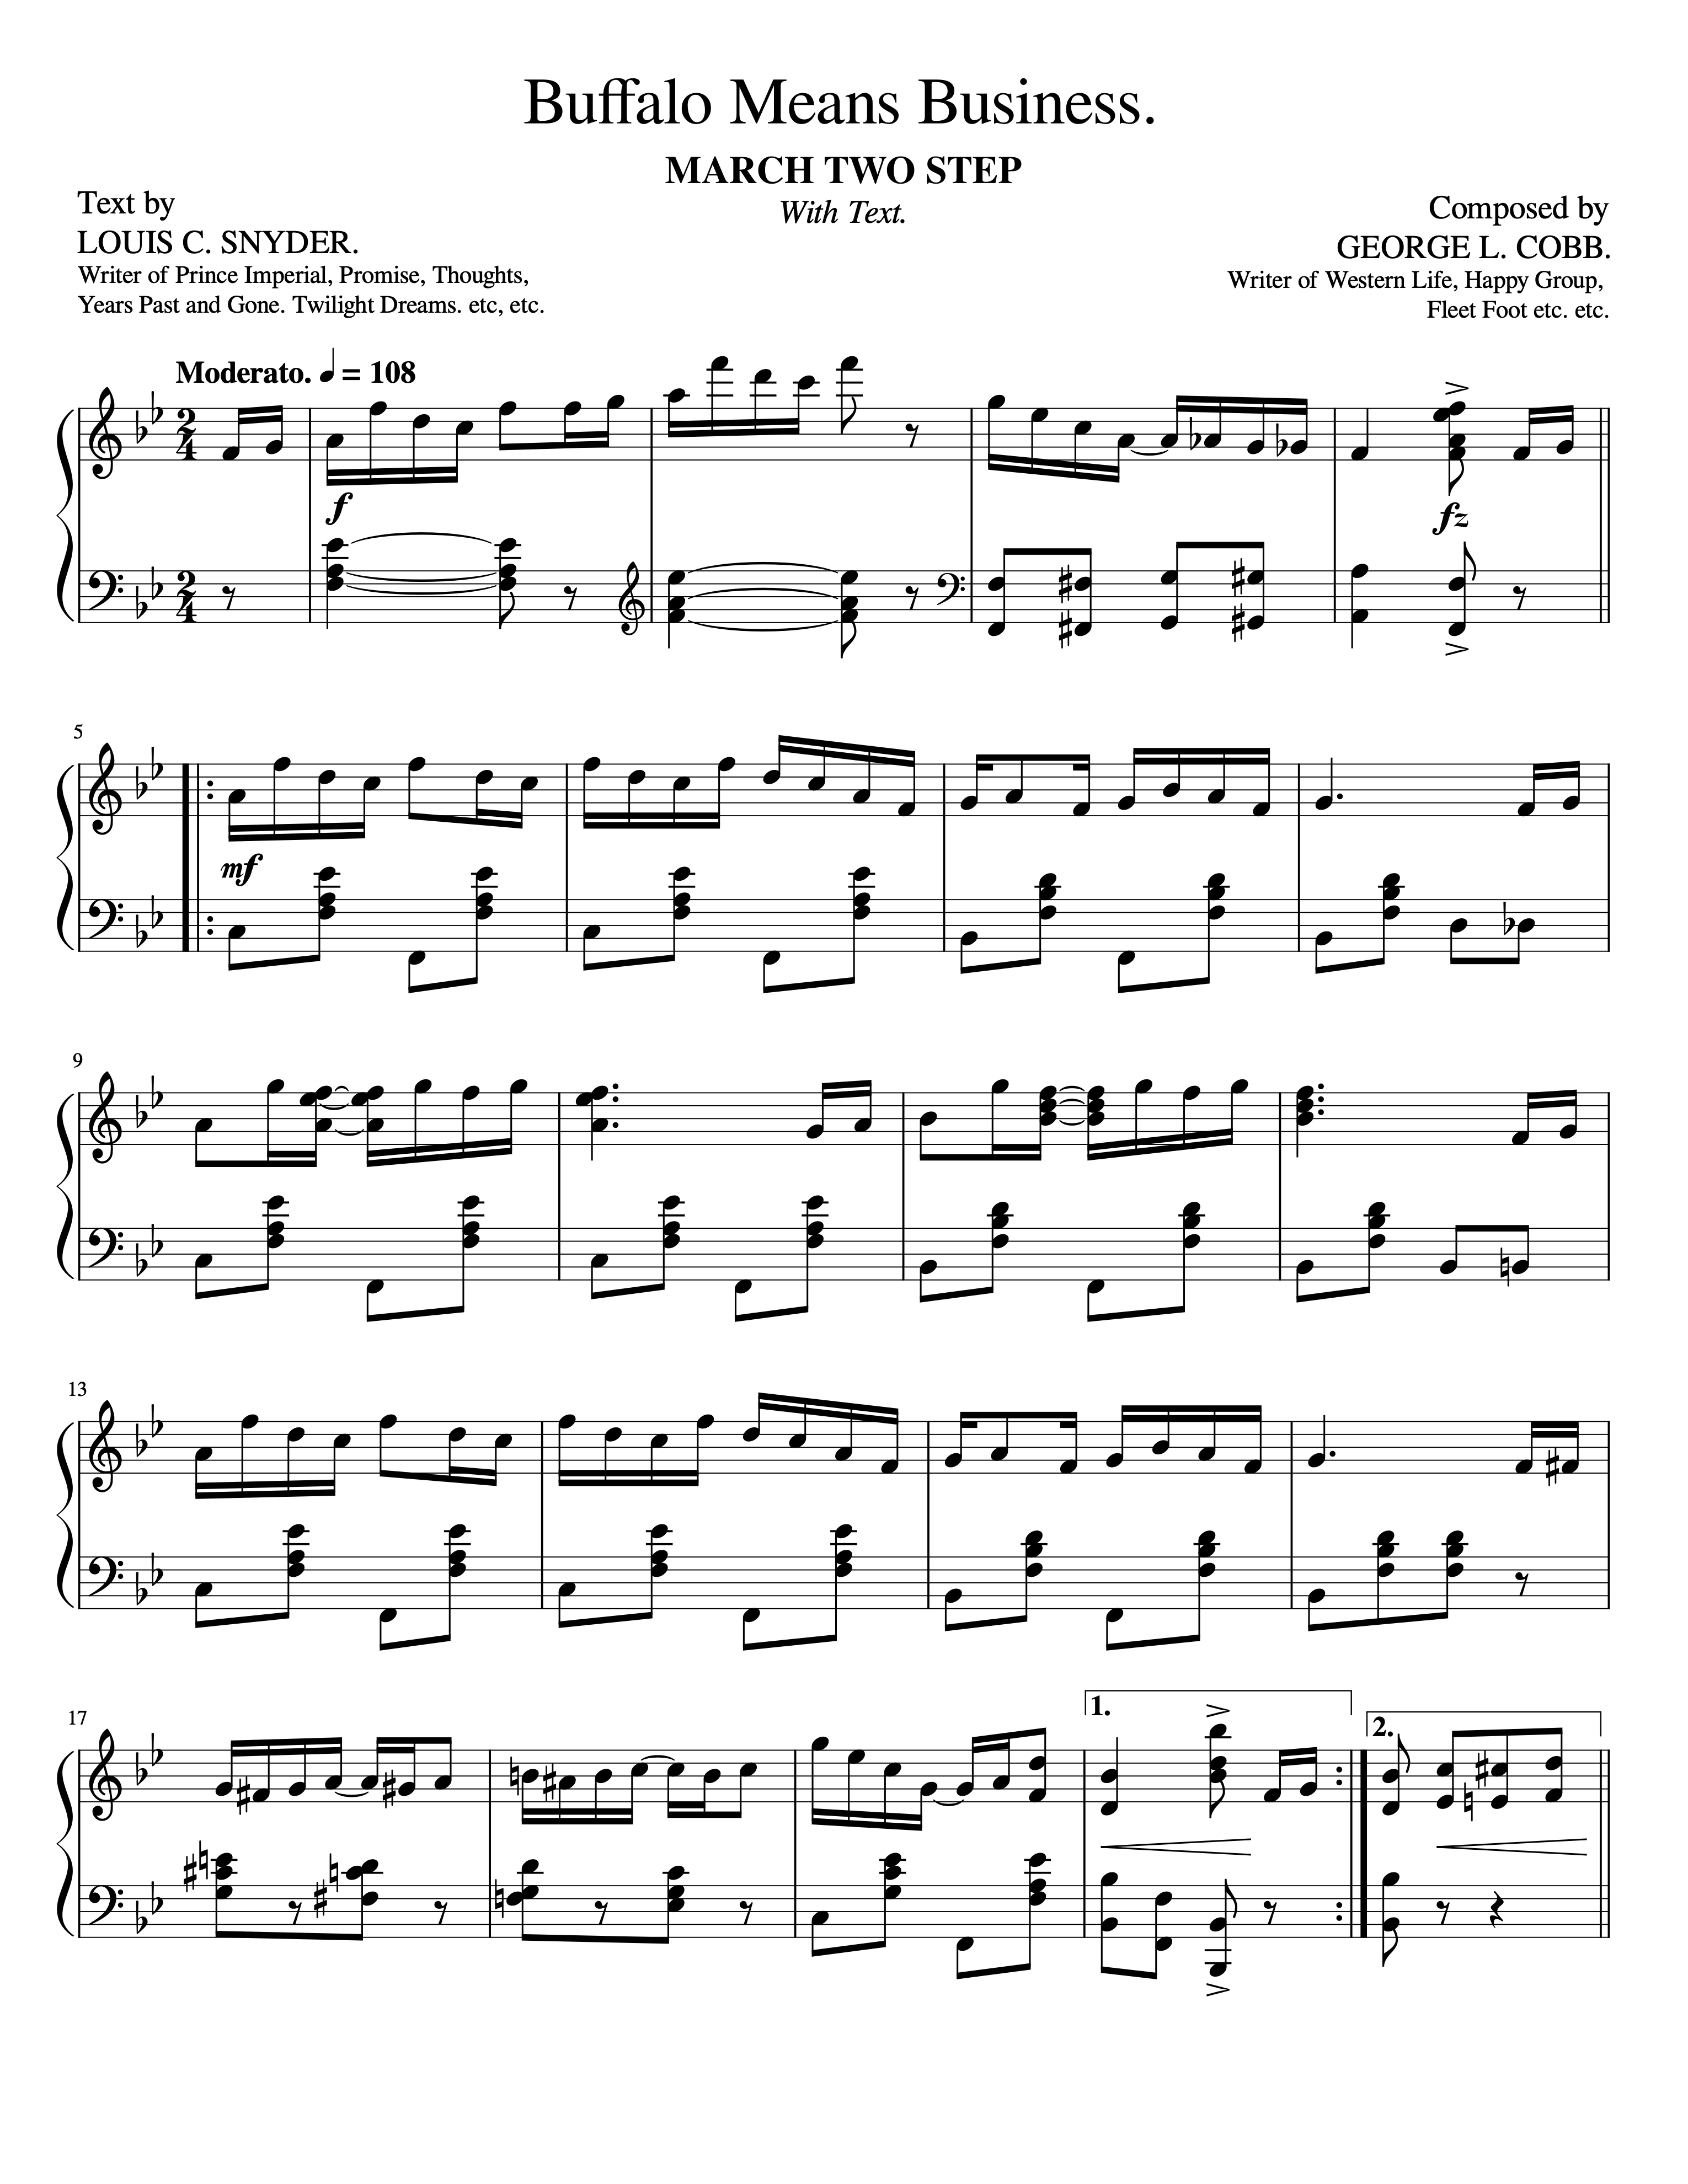 Buffalo Means Business.
MARCH TWO STEP
With Text.
Text by
LOUIS C. SNYDER.
Writer of Prince Imperial, Promise, Thoughts,
Years Past and Gone. Twilight Dreams. etc, etc.
Composed by
GEORGE L. COBB.
Writer of Western Life, Happy Group,
Fleet Foot etc. etc.
Moderato. ♩ = 108
2 4
f
fz
2 4
5
mf
9
13
17
1.
2.